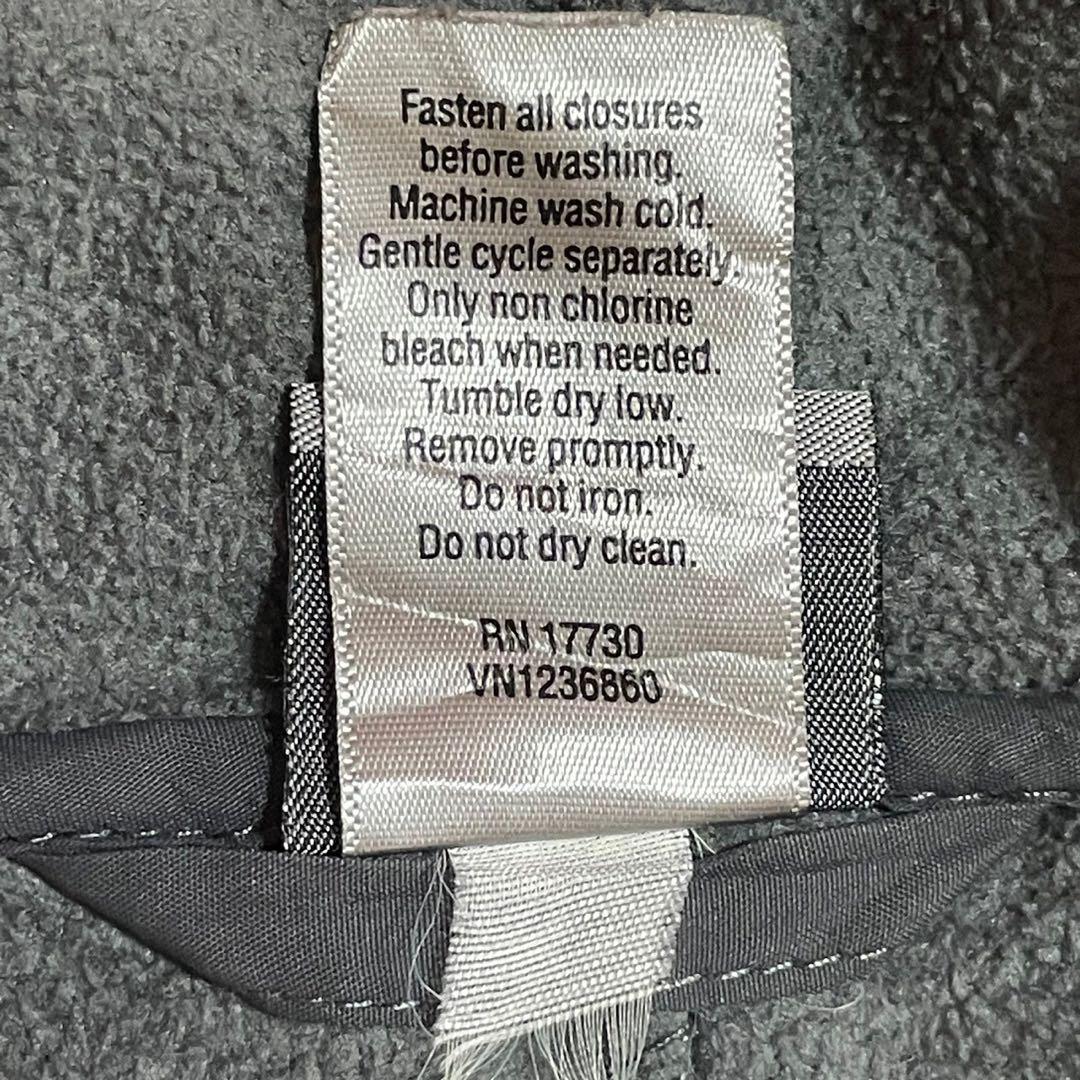 Fasten all closures
before washing.
Machine wash cold.
Gentle cycle separately.
Only non chlorine
bleach when needed.
Tumble dry low.
Remove promptly.
Do not iron.
Do not dry clean.
RN 17730
VN1236860